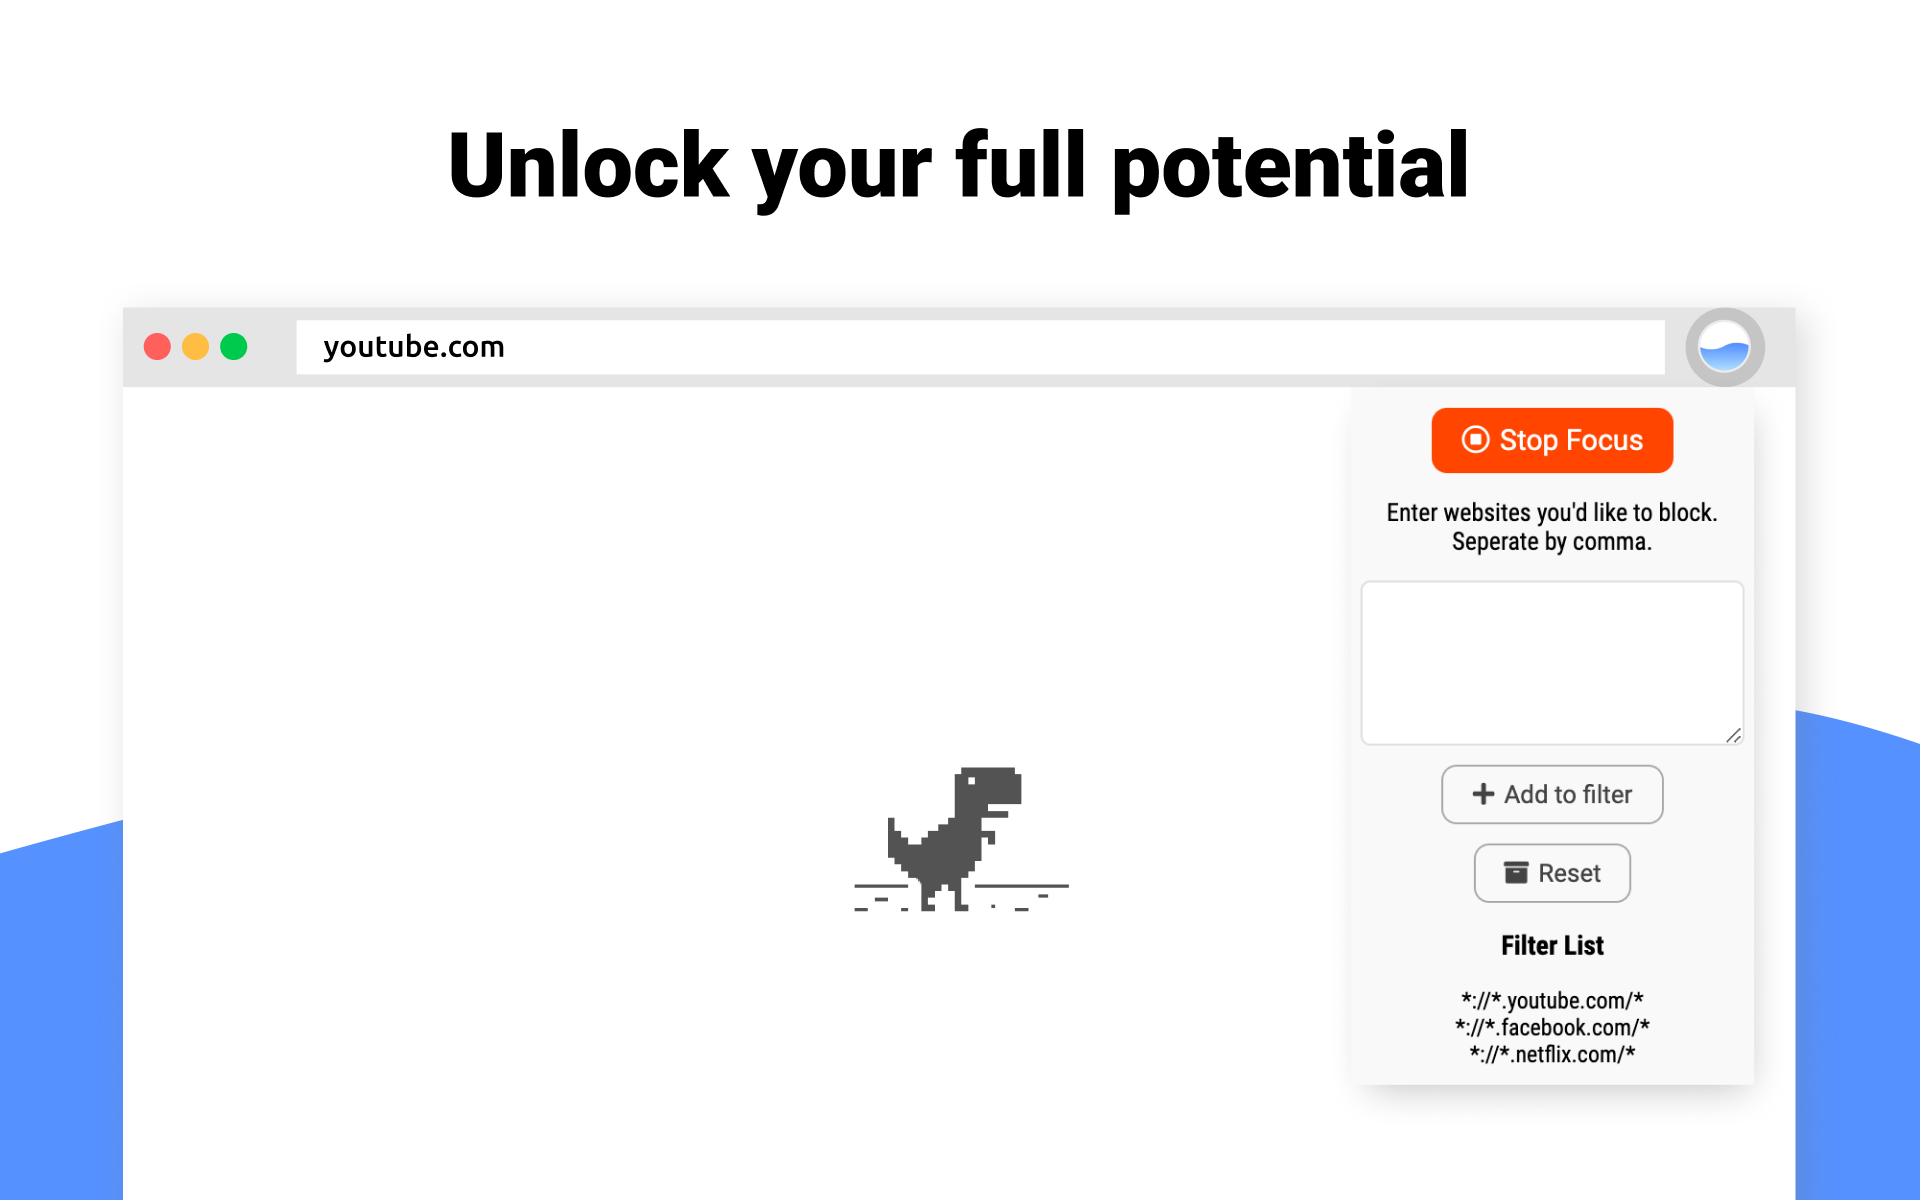 Unlock your full potential
youtube.com
Stop Focus
Enter websites you'd like to block.
Seperate by comma.
Add to filter
Reset
Filter List
*://*.youtube.com/*
*://*.facebook.com/*
*://*.netflix.com/*